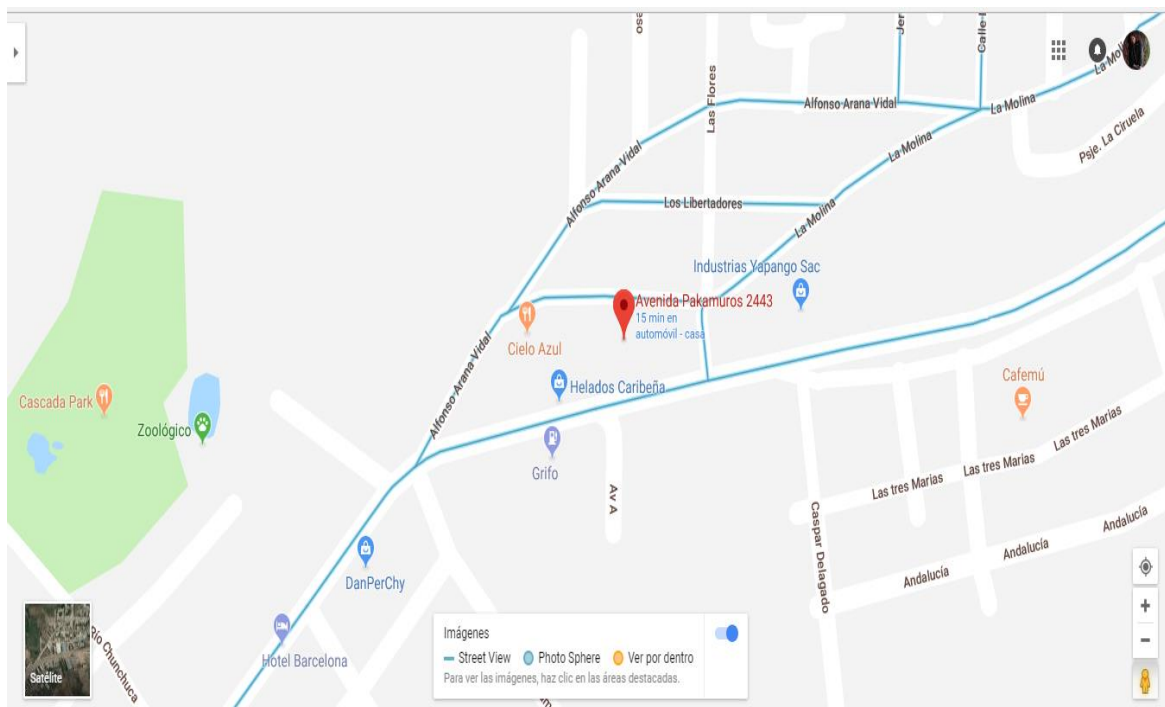 Las Flores
Alfonso Arana Vidal
La Molina
La Molina
La Molina
Psje. La Ciruela
Alfonso Arana Vidal
Los Libertadores
La Molina
Industrias Yapango Sac
Avenida Pakamuros 2443
15 min en
automóvil - casa
Cielo Azul
Alfonso Arana Vidal
Helados Caribeña
Cafemú
Cascada Park
Zoológico
Grifo
Av A
Las tres Marias
Las tres Marias
Las tres Marias
Caspar Delagado
Andalucía
Andalucía
Andalucía
DanPerChy
Hotel Barcelona
Río Chunchuca
Satélite
Imágenes
Street View
Photo Sphere
Ver por dentro
Para ver las imágenes, haz clic en las áreas destacadas.